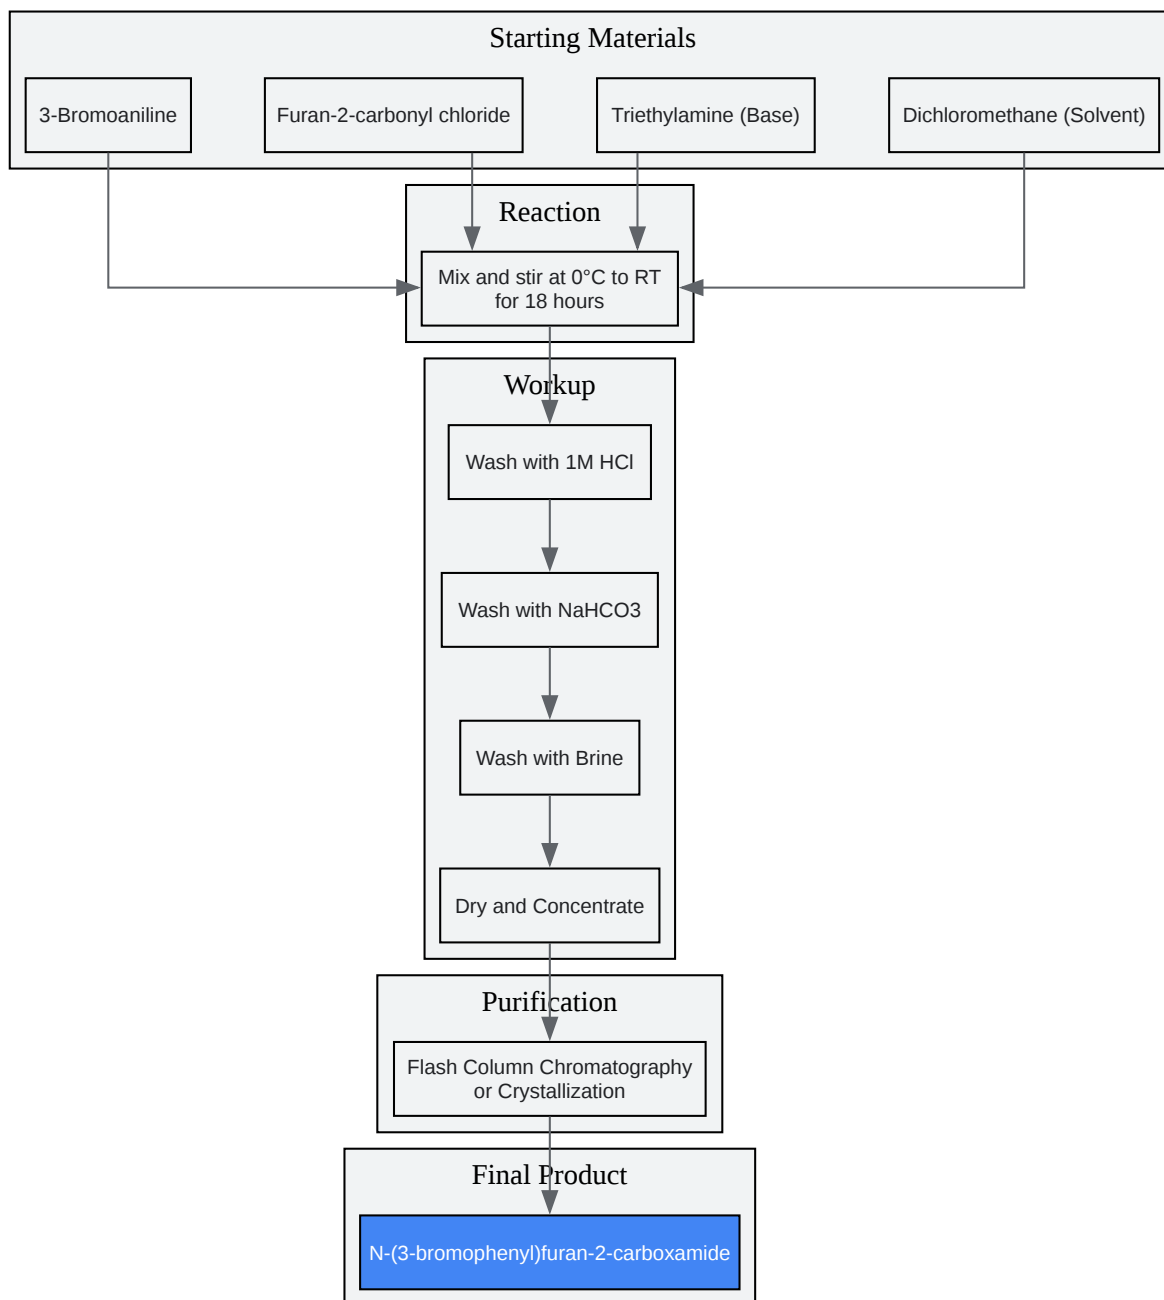 Starting Materials
3-Bromoaniline
Furan-2-carbonyl chloride
Triethylamine (Base)
Dichloromethane (Solvent)
Reaction
Mix and stir at 0°C to RT
for 18 hours
Workup
Wash with 1M HCl
Wash with NaHCO3
Wash with Brine
Dry and Concentrate
Purification
Flash Column Chromatography
or Crystallization
Final Product
N-(3-bromophenyl)furan-2-carboxamide